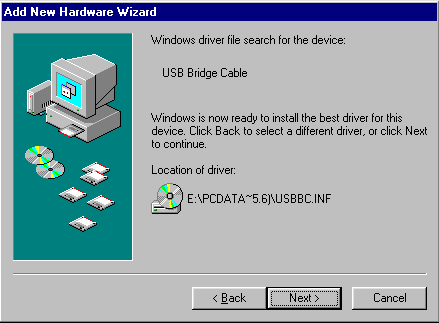 Add New Hardware Wizard
Windows driver file search for the device:
USB Bridge Cable
Windows is now ready to install the best driver for this
device. Click Back to select a different driver, or click Next
to continue.
Location of driver:
E:\PCDATA~5.6)\USBBC.INF
< Back
Next >
Cancel